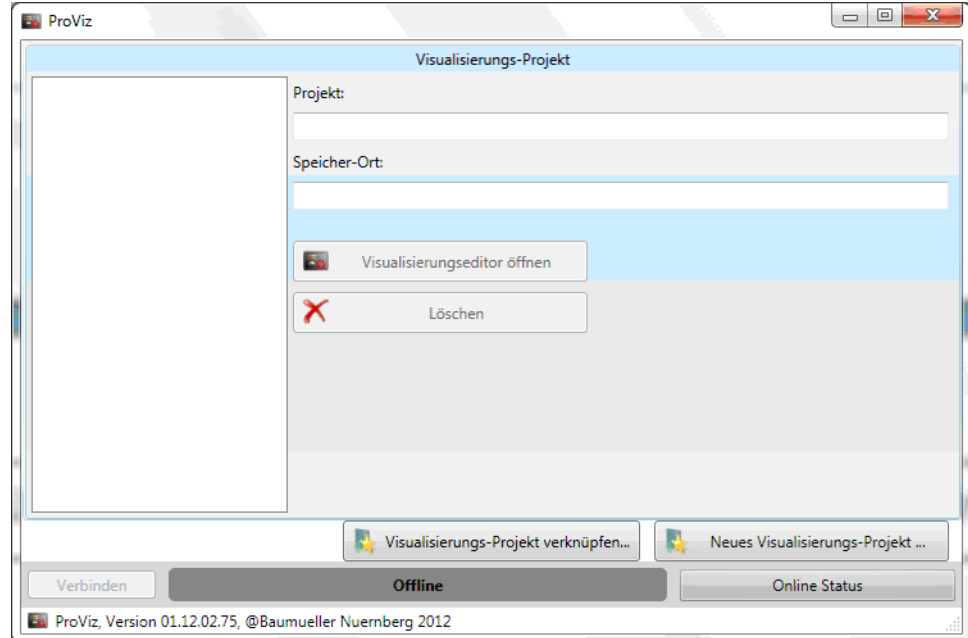 ProViz
Visualisierungs-Projekt
Projekt:
Speicher-Ort:
Visualisierungseditor öffnen
Löschen
Visualisierungs-Projekt verknüpfen...
Neues Visualisierungs-Projekt ...
Verbinden
Offline
Online Status
ProViz, Version 01.12.02.75, @Baumueller Nuernberg 2012